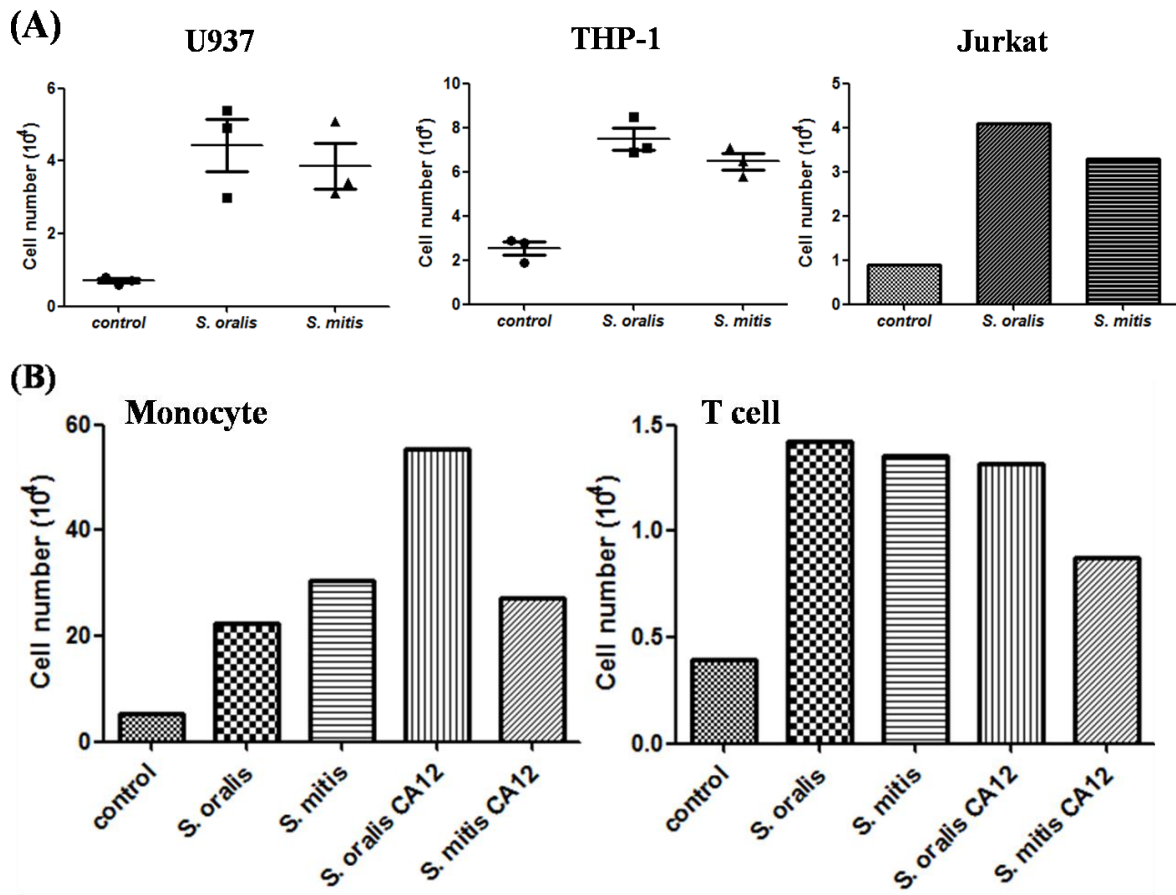 (A)
U937
THP-1
Jurkat
Cell number (10⁴)
6
4
2
0
control
S. oralis
S. mitis
Cell number (10⁶)
10
8
6
4
2
0
control
S. oralis
S. mitis
Cell number (10⁴)
5
4
3
2
1
0
control
S. oralis
S. mitis
(B)
Monocyte
T cell
Cell number (10⁴)
60
40
20
0
control
S. oralis
S. mitis
S. oralis CA12
S. mitis CA12
Cell number (10⁴)
1.5
1.0
0.5
0.0
control
S. oralis
S. mitis
S. oralis CA12
S. mitis CA12